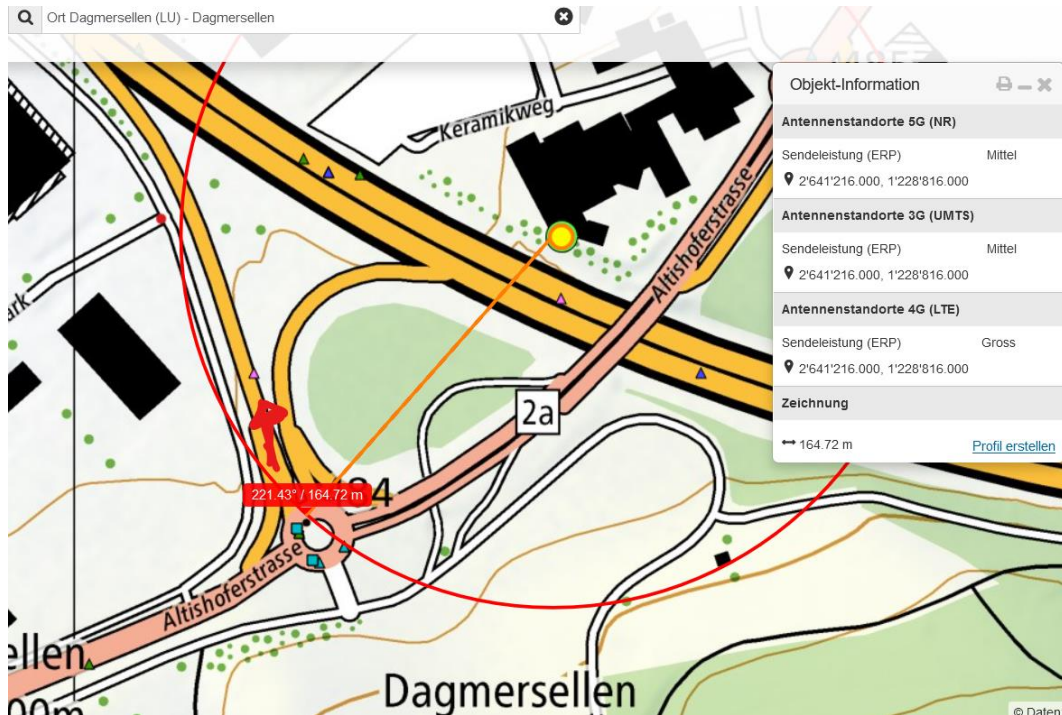 Ort Dagmersellen (LU) - Dagmersellen
Objekt-Information
Antennenstandorte 5G (NR)
Sendeleistung (ERP) Mittel
2'641'216.000, 1'228'816.000
Antennenstandorte 3G (UMTS)
Sendeleistung (ERP) Mittel
2'641'216.000, 1'228'816.000
Antennenstandorte 4G (LTE)
Sendeleistung (ERP) Gross
2'641'216.000, 1'228'816.000
Zeichnung
164.72 m Profil erstellen
Keramikweg
Altishoferstrasse
ark
2a
221.43° / 164.72 m
4
Altishoferstrasse
ellen
Dagmersellen
00m
© Daten